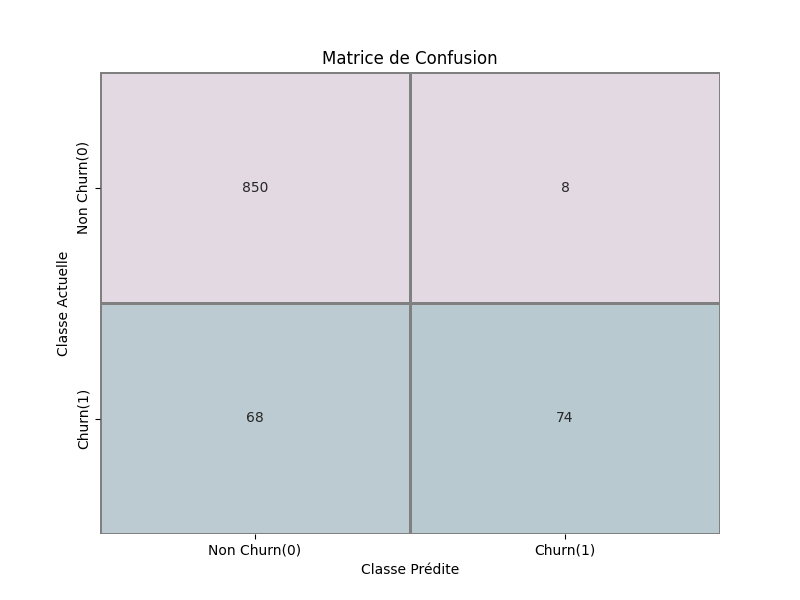 Matrice de Confusion
Classe Actuelle
Non Churn(0)
850
8
Churn(1)
68
74
Non Churn(0)
Churn(1)
Classe Prédite